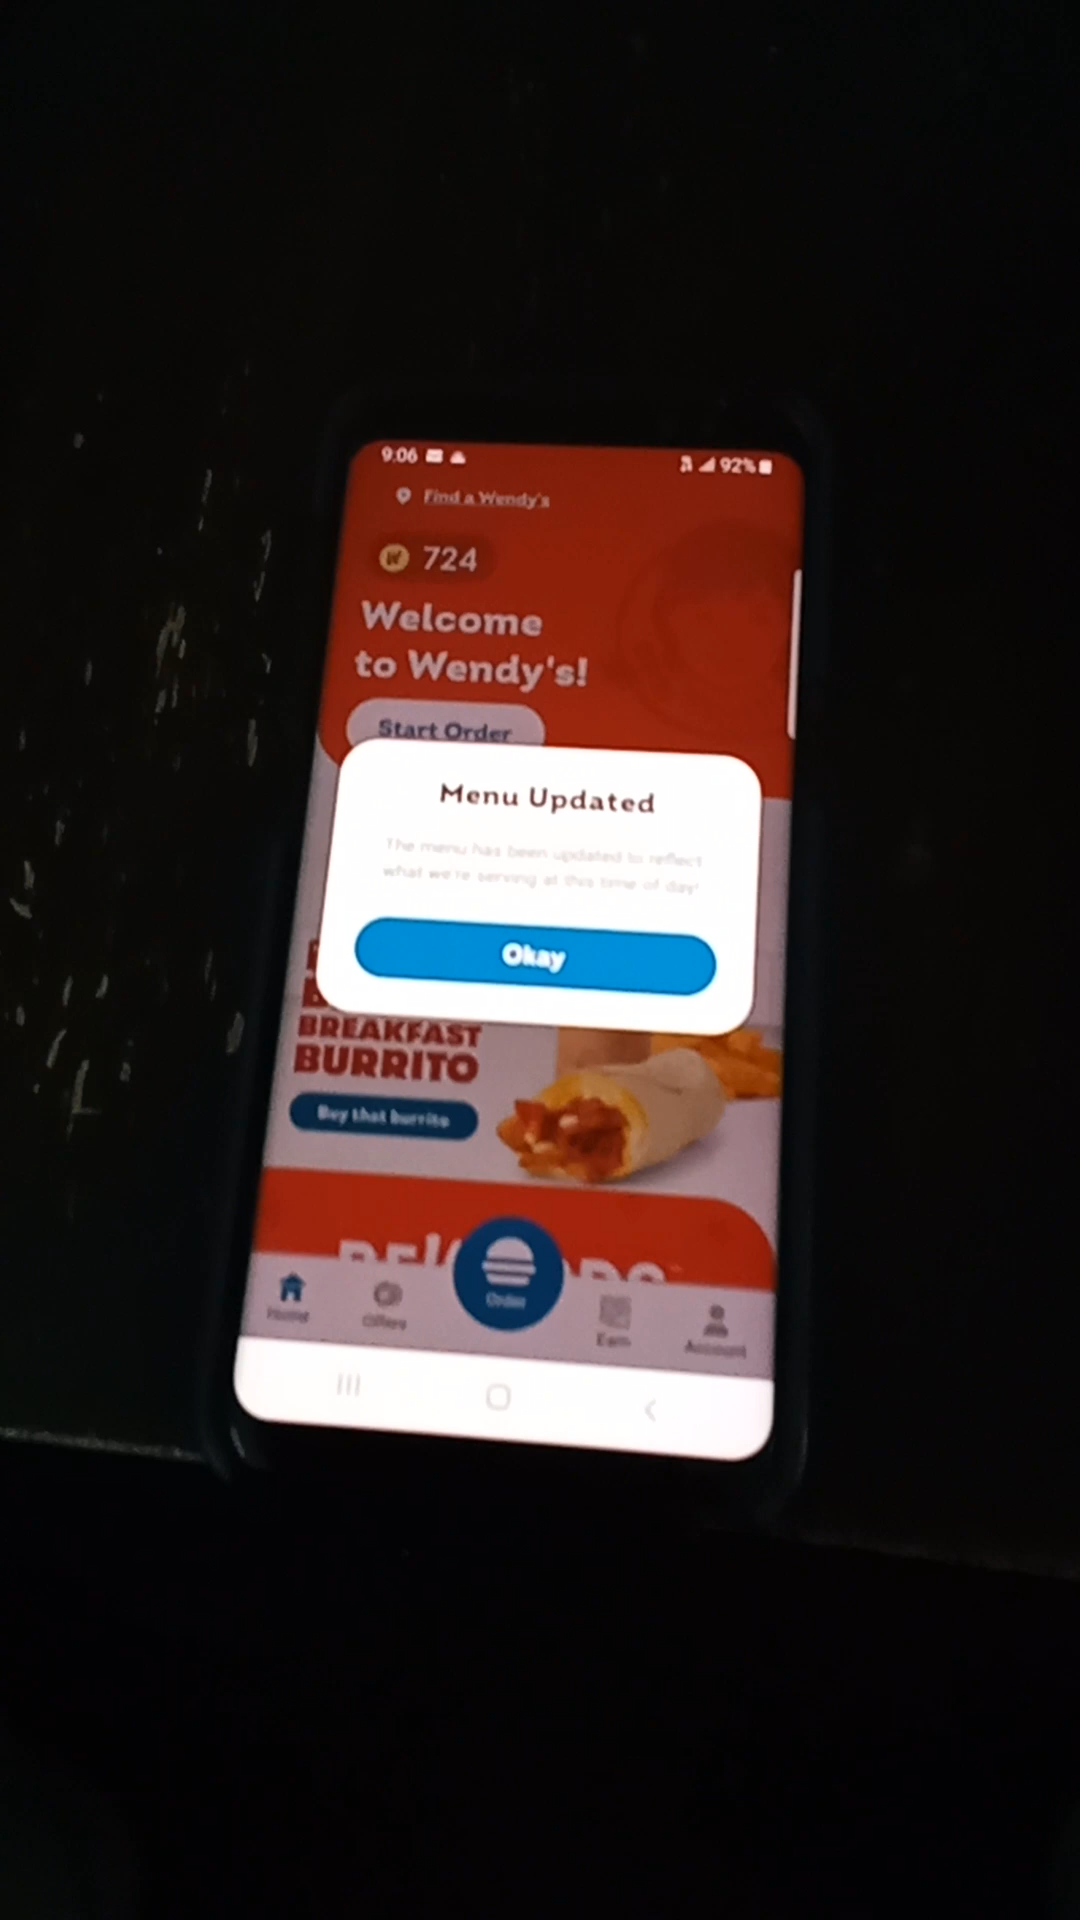 9:06 92%
Find a Wendy's
724
Welcome
to Wendy's!
Start Order
Menu Updated
The menu has been updated to reflect
what we're serving at this time of day!
Okay
BREAKFAST
BURRITO
Buy that burrito
Order
Home Offers Earn Account